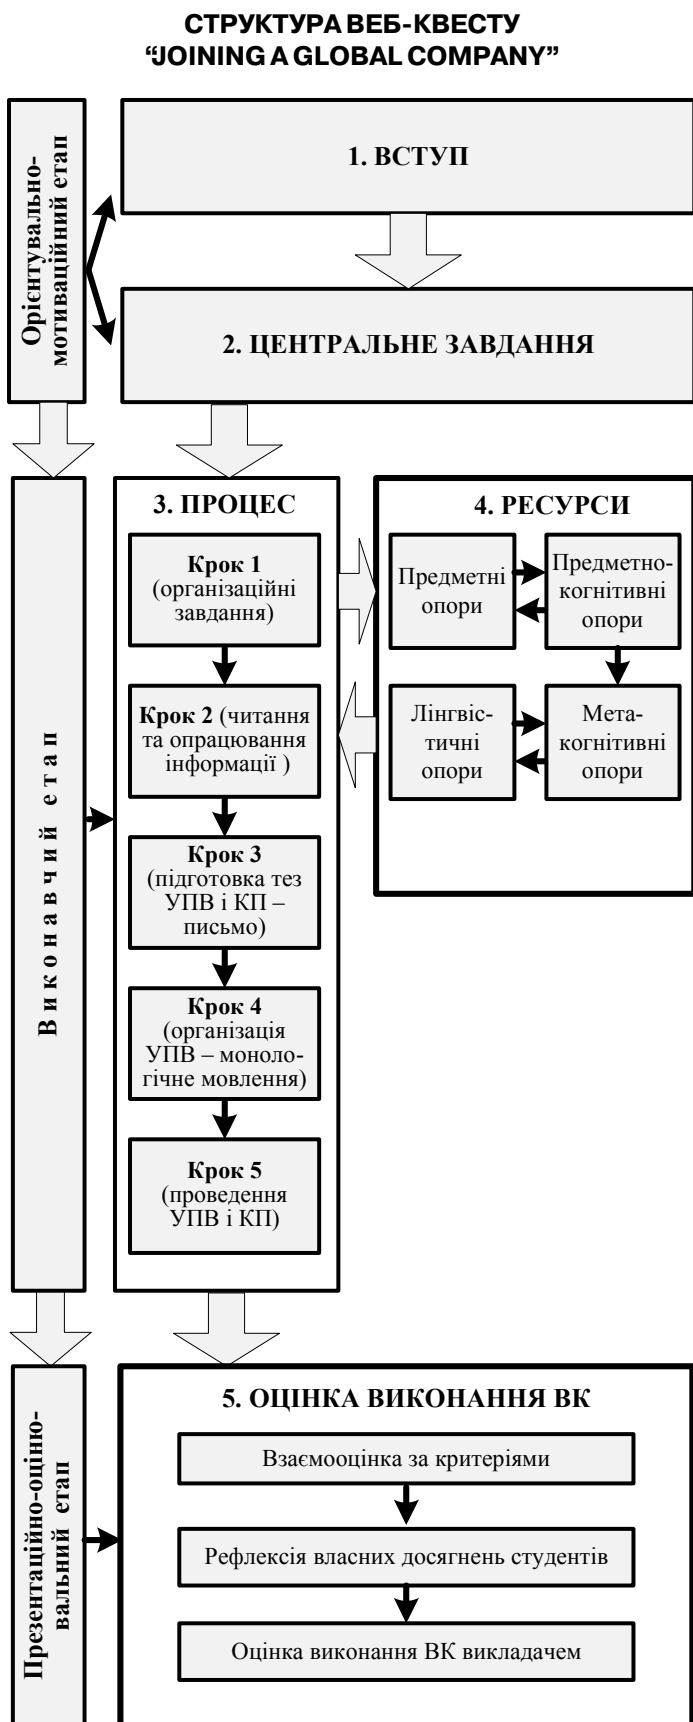 СТРУКТУРА ВЕБ-КВЕСТУ
“JOINING A GLOBAL COMPANY”
Орієнтувально-
мотиваційний етап
1. ВСТУП
2. ЦЕНТРАЛЬНЕ ЗАВДАННЯ
Виконавчий етап
3. ПРОЦЕС
Крок 1
(організаційні
завдання)
Крок 2 (читання
та опрацювання
інформації )
Крок 3
(підготовка тез
УПВ і КП –
письмо)
Крок 4
(організація
УПВ – моноло-
гічне мовлення)
Крок 5
(проведення
УПВ і КП)
4. РЕСУРСИ
Предметні
опори
Предметно-
когнітивні
опори
Лінгвіс-
тичні
опори
Мета-
когнітивні
опори
Презентаційно-оціню-
вальний етап
5. ОЦІНКА ВИКОНАННЯ ВК
Взаємооцінка за критеріями
Рефлексія власних досягнень студентів
Оцінка виконання ВК викладачем